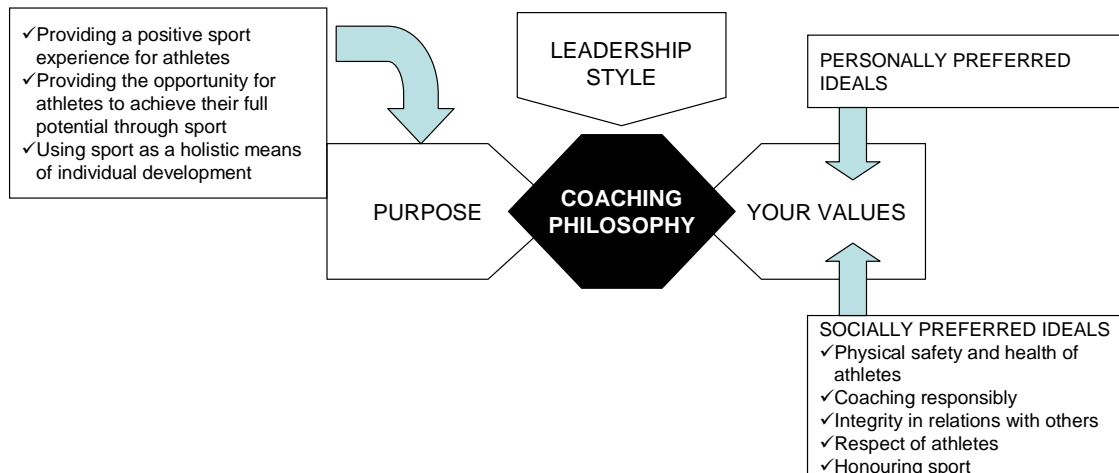 ✓Providing a positive sport
experience for athletes
✓Providing the opportunity for
athletes to achieve their full
potential through sport
✓Using sport as a holistic means
of individual development
LEADERSHIP
STYLE
PERSONALLY PREFERRED
IDEALS
PURPOSE
COACHING
PHILOSOPHY
YOUR VALUES
SOCIALLY PREFERRED IDEALS
✓Physical safety and health of
athletes
✓Coaching responsibly
✓Integrity in relations with others
✓Respect of athletes
✓Honouring sport